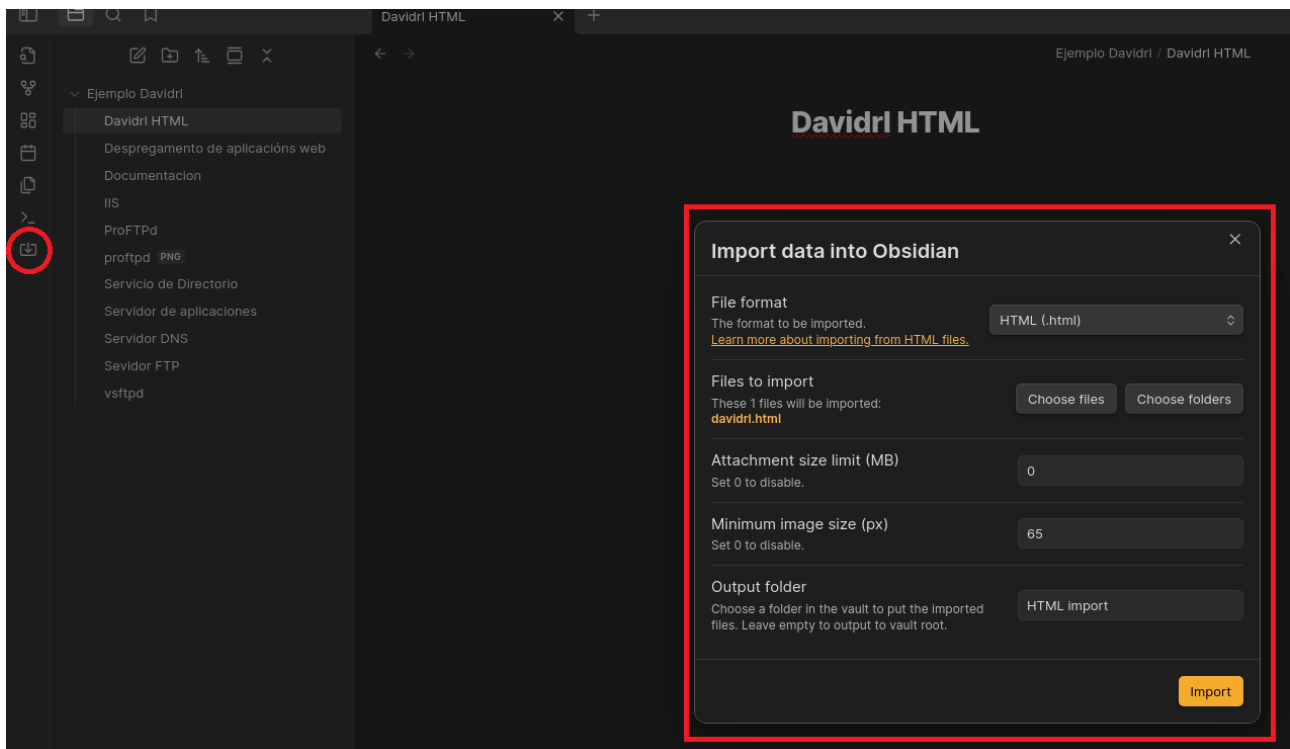 Davidrl HTML
Ejemplo Davidrl / Davidrl HTML
Ejemplo Davidrl
Davidrl HTML
Despregamento de aplicacións web
Documentacion
IIS
ProFTPd
proftpd PNG
Servicio de Directorio
Servidor de aplicaciones
Servidor DNS
Sevidor FTP
vsftpd
Davidrl HTML
Import data into Obsidian
File format
The format to be imported.
Learn more about importing from HTML files.
HTML (.html)
Files to import
These 1 files will be imported:
davidrl.html
Choose files
Choose folders
Attachment size limit (MB)
Set 0 to disable.
0
Minimum image size (px)
Set 0 to disable.
65
Output folder
Choose a folder in the vault to put the imported
files. Leave empty to output to vault root.
HTML import
Import